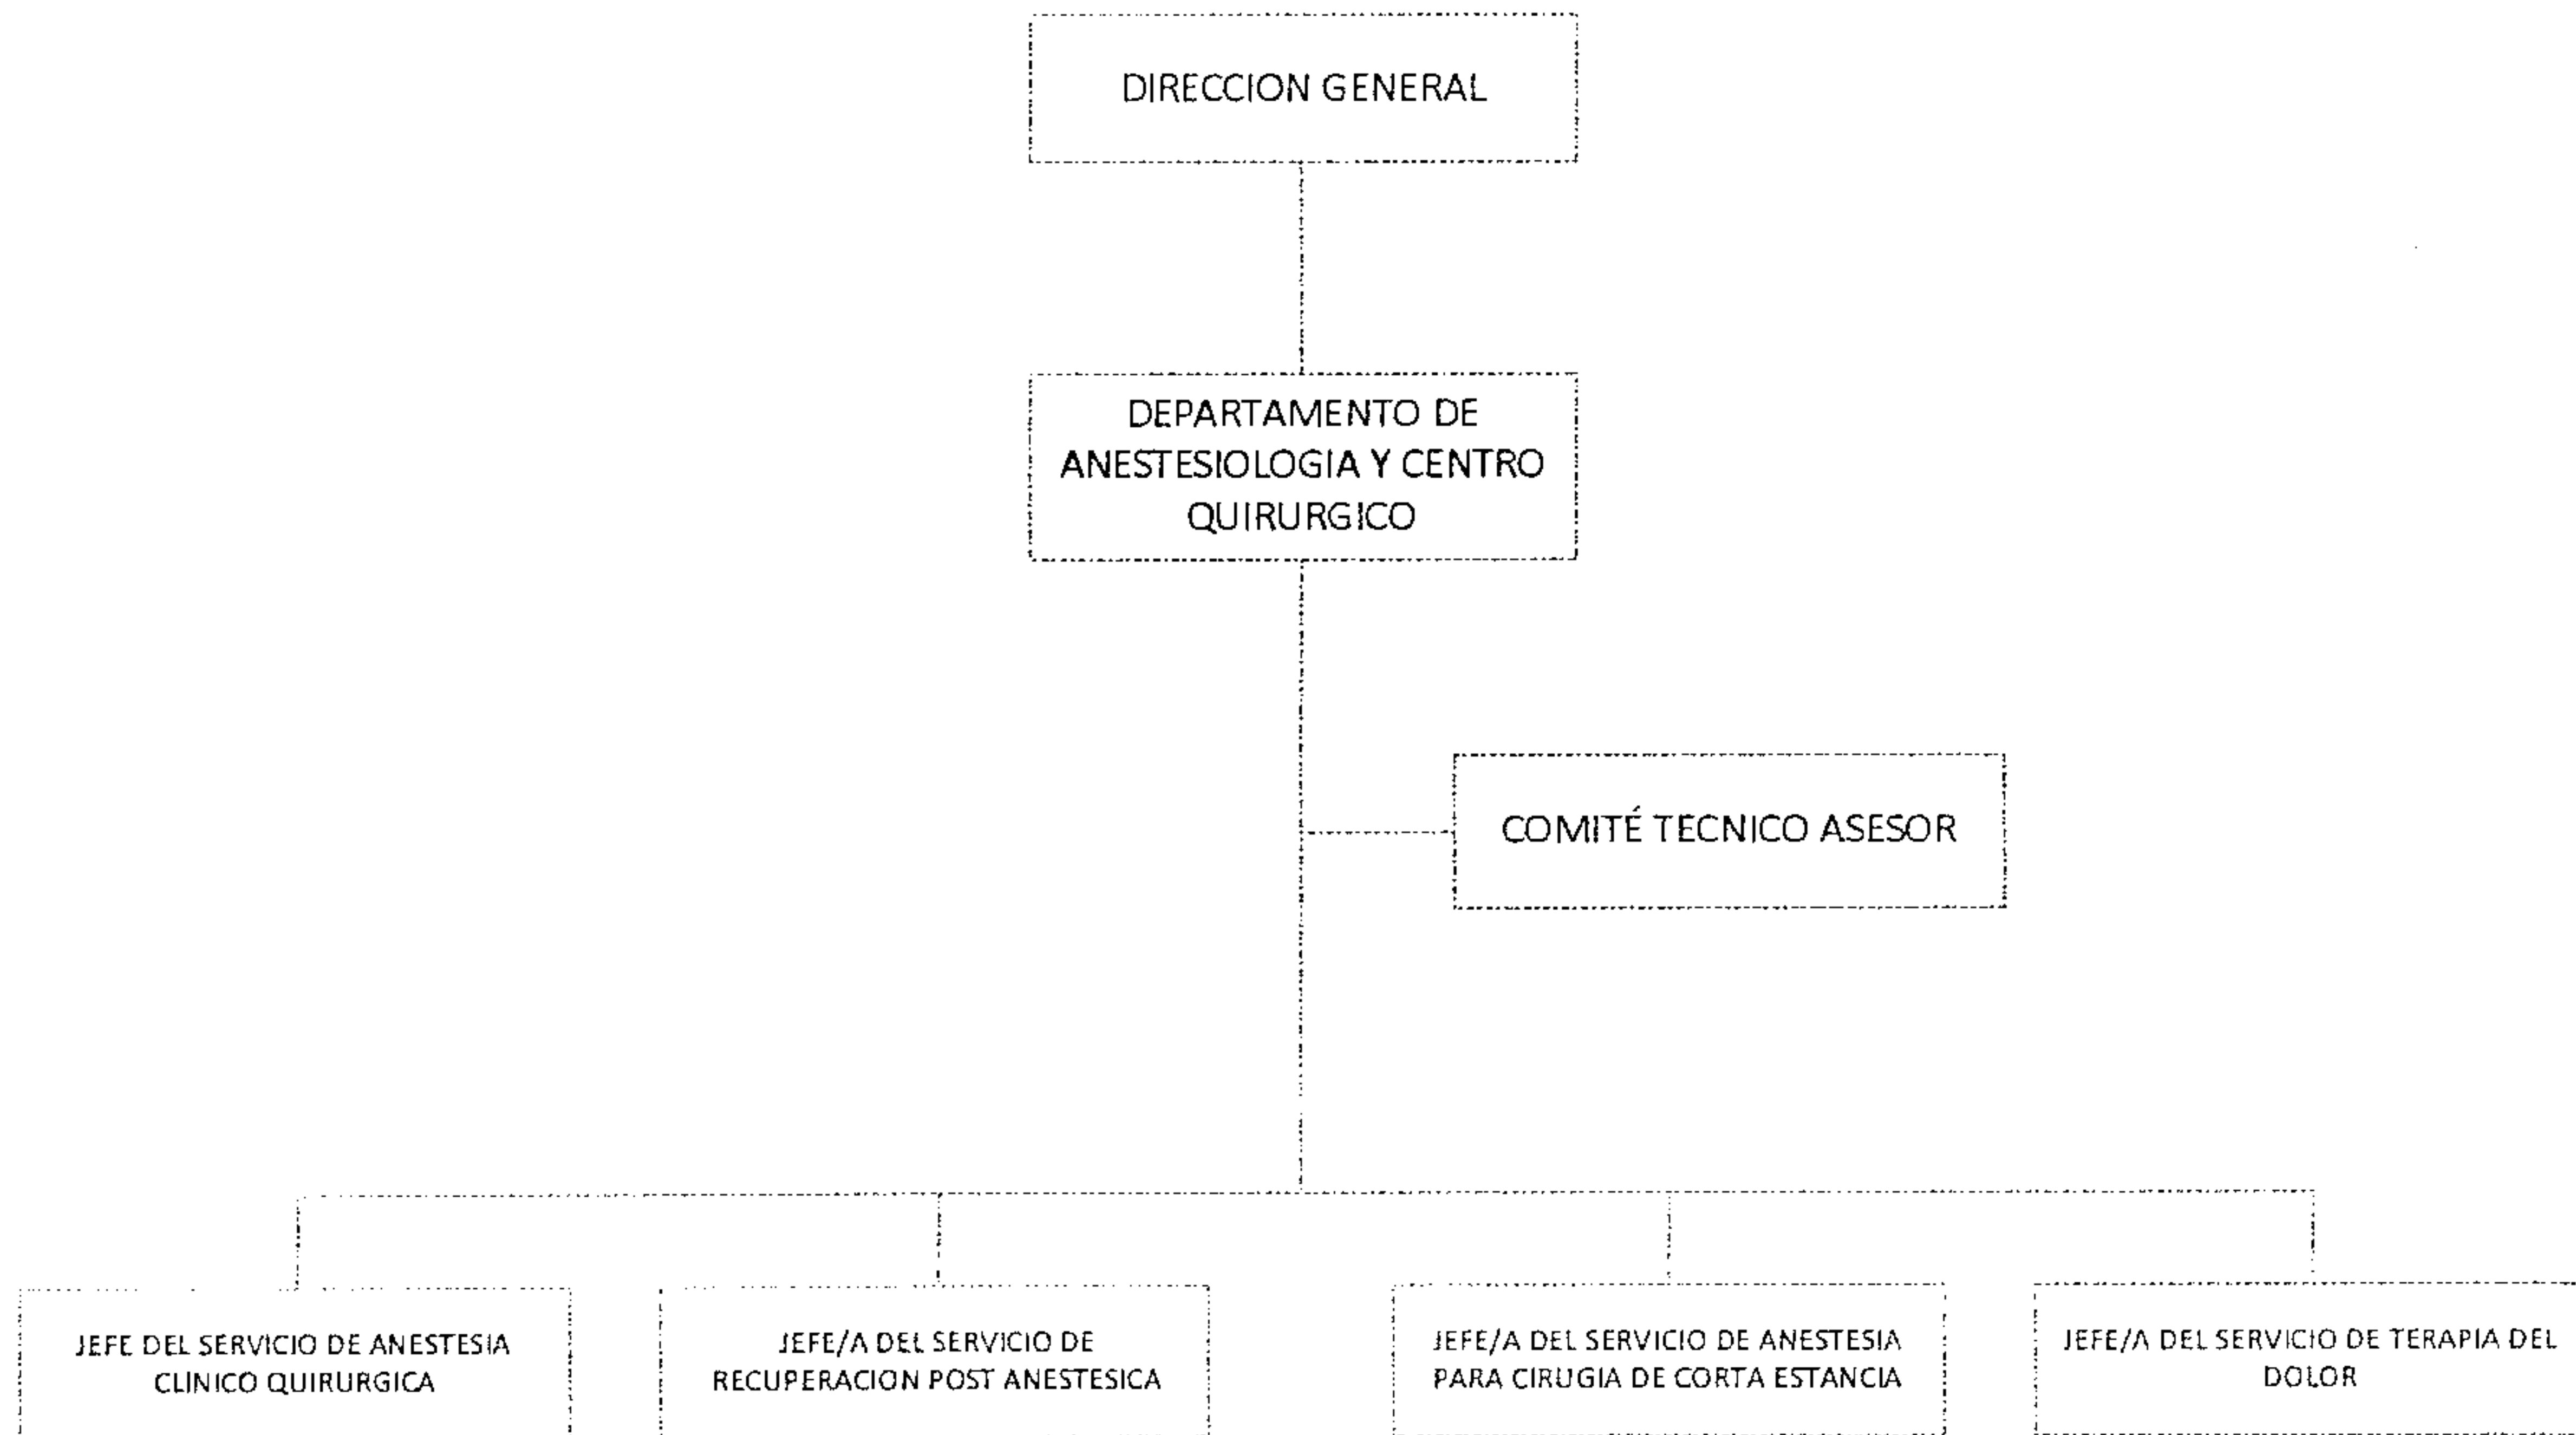 DIRECCION GENERAL
DEPARTAMENTO DE
ANESTESIOLOGIA Y CENTRO
QUIRURGICO
COMITÉ TECNICO ASESOR
JEFE DEL SERVICIO DE ANESTESIA
CLINICO QUIRURGICA
JEFE/A DEL SERVICIO DE
RECUPERACION POST ANESTESICA
JEFE/A DEL SERVICIO DE ANESTESIA
PARA CIRUGIA DE CORTA ESTANCIA
JEFE/A DEL SERVICIO DE TERAPIA DEL
DOLOR